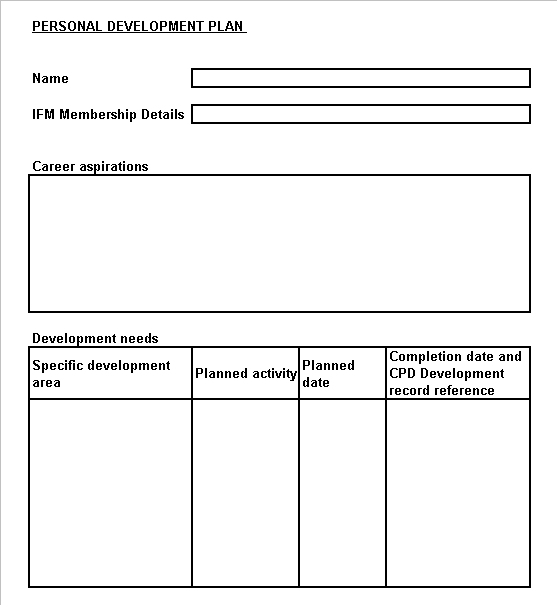 PERSONAL DEVELOPMENT PLAN
Name
IFM Membership Details
Career aspirations
Development needs
Specific development
area
Planned activity
Planned
date
Completion date and
CPD Development
record reference